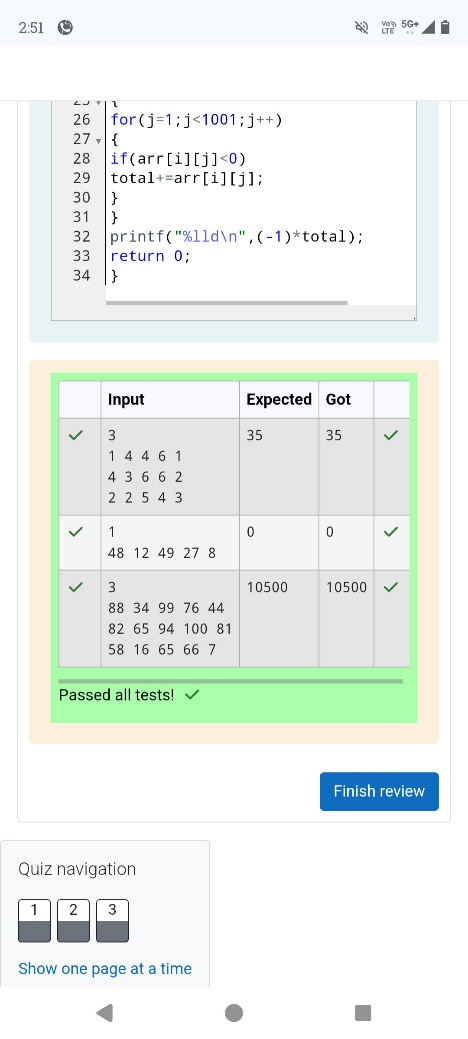 2:51
Vo)) LTE 5G+
25 {
26 for(j=1;j<1001;j++)
27 {
28 if(arr[i][j]<0)
29 total+=arr[i][j];
30 }
31 }
32 printf("%lld\n",(-1)*total);
33 return 0;
34 }
Input Expected Got
3 35 35
1 4 4 6 1
4 3 6 6 2
2 2 5 4 3
1 0 0
48 12 49 27 8
3 10500 10500
88 34 99 76 44
82 65 94 100 81
58 16 65 66 7
Passed all tests!
Finish review
Quiz navigation
1 2 3
Show one page at a time